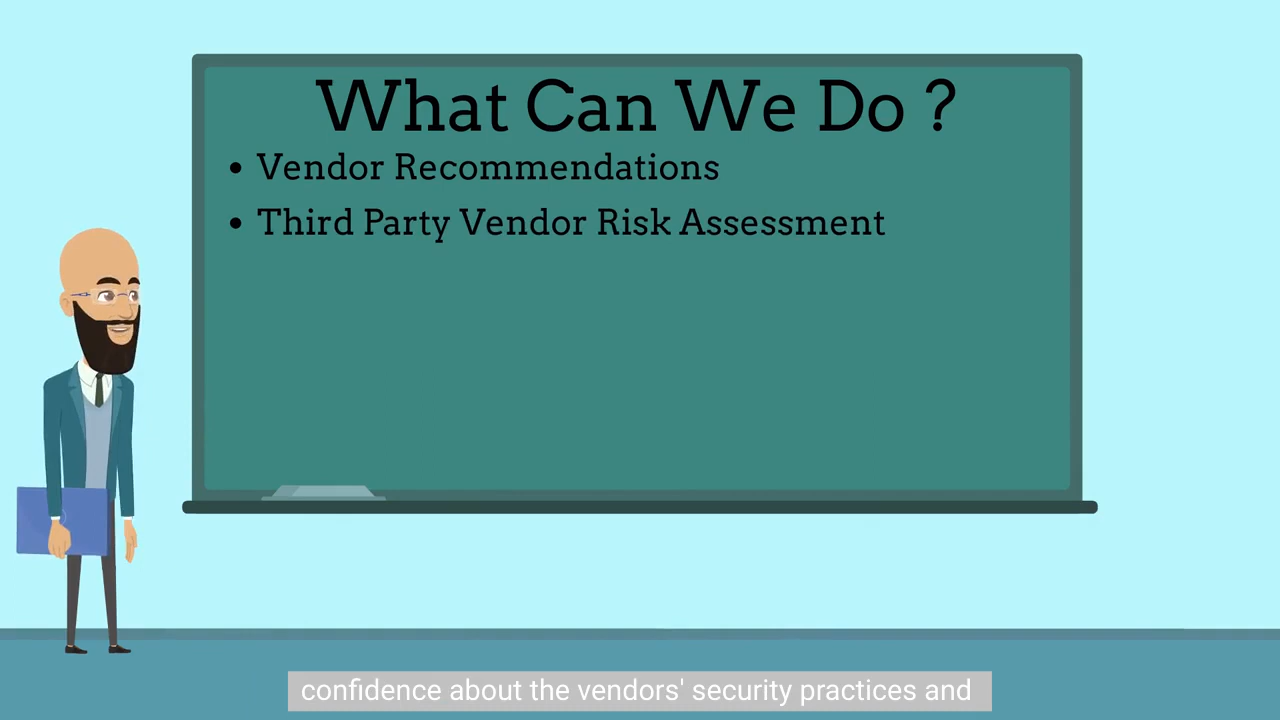 What Can We Do ?
• Vendor Recommendations
• Third Party Vendor Risk Assessment
confidence about the vendors' security practices and